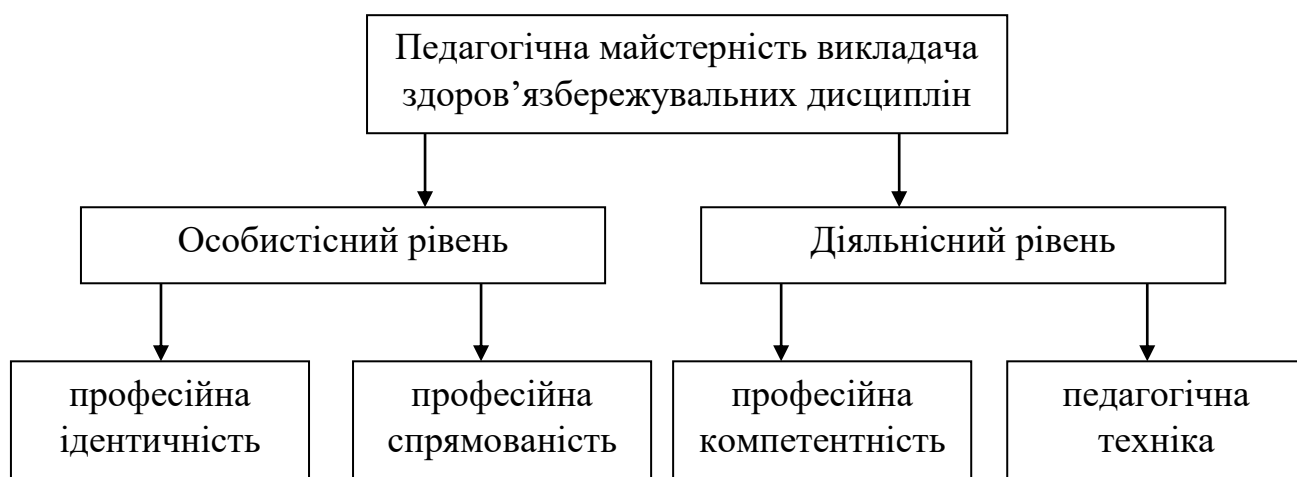 Педагогічна майстерність викладача
здоров’язбережувальних дисциплін
Особистісний рівень
Діяльнісний рівень
професійна
ідентичність
професійна
спрямованість
професійна
компетентність
педагогічна
техніка